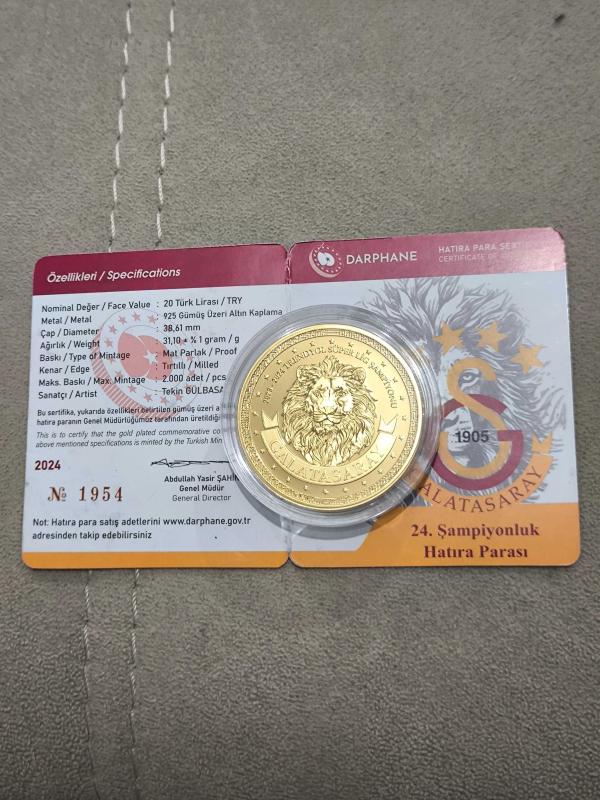 Özellikleri / Specifications
Nominal Değer / Face Value : 20 Türk Lirası / TRY
Metal / Metal : 925 Gümüş Üzeri Altın Kaplama
Çap / Diameter : 38,61 mm
Ağırlık / Weight : 31,10 ± % 1 gram / g
Baskı / Type of Mintage : Mat Parlak / Proof
Kenar / Edge : Tırtıllı / Milled
Maks. Baskı / Max. Mintage : 2.000 adet / pcs
Sanatçı / Artist : Tekin GÜLBASA
Bu sertifika, yukarıda özellikleri belirtilen gümüş üzeri a
hatıra paranın Genel Müdürlüğümüz tarafından üretildiği
This is to certify that the gold plated commemorative co
above mentioned specifications is minted by the Turkish Min
2024
№ 1954
Abdullah Yasir ŞAHİN
Genel Müdür
General Director
Not: Hatıra para satış adetlerini www.darphane.gov.tr
adresinden takip edebilirsiniz
DARPHANE
HATIRA PARA
CERTIFICATE OF
TRENDYOL SÜPER LİG ŞAMPİYONU
GALATASARAY
1905
ALATASARAY
24. Şampiyonluk
Hatıra Parası